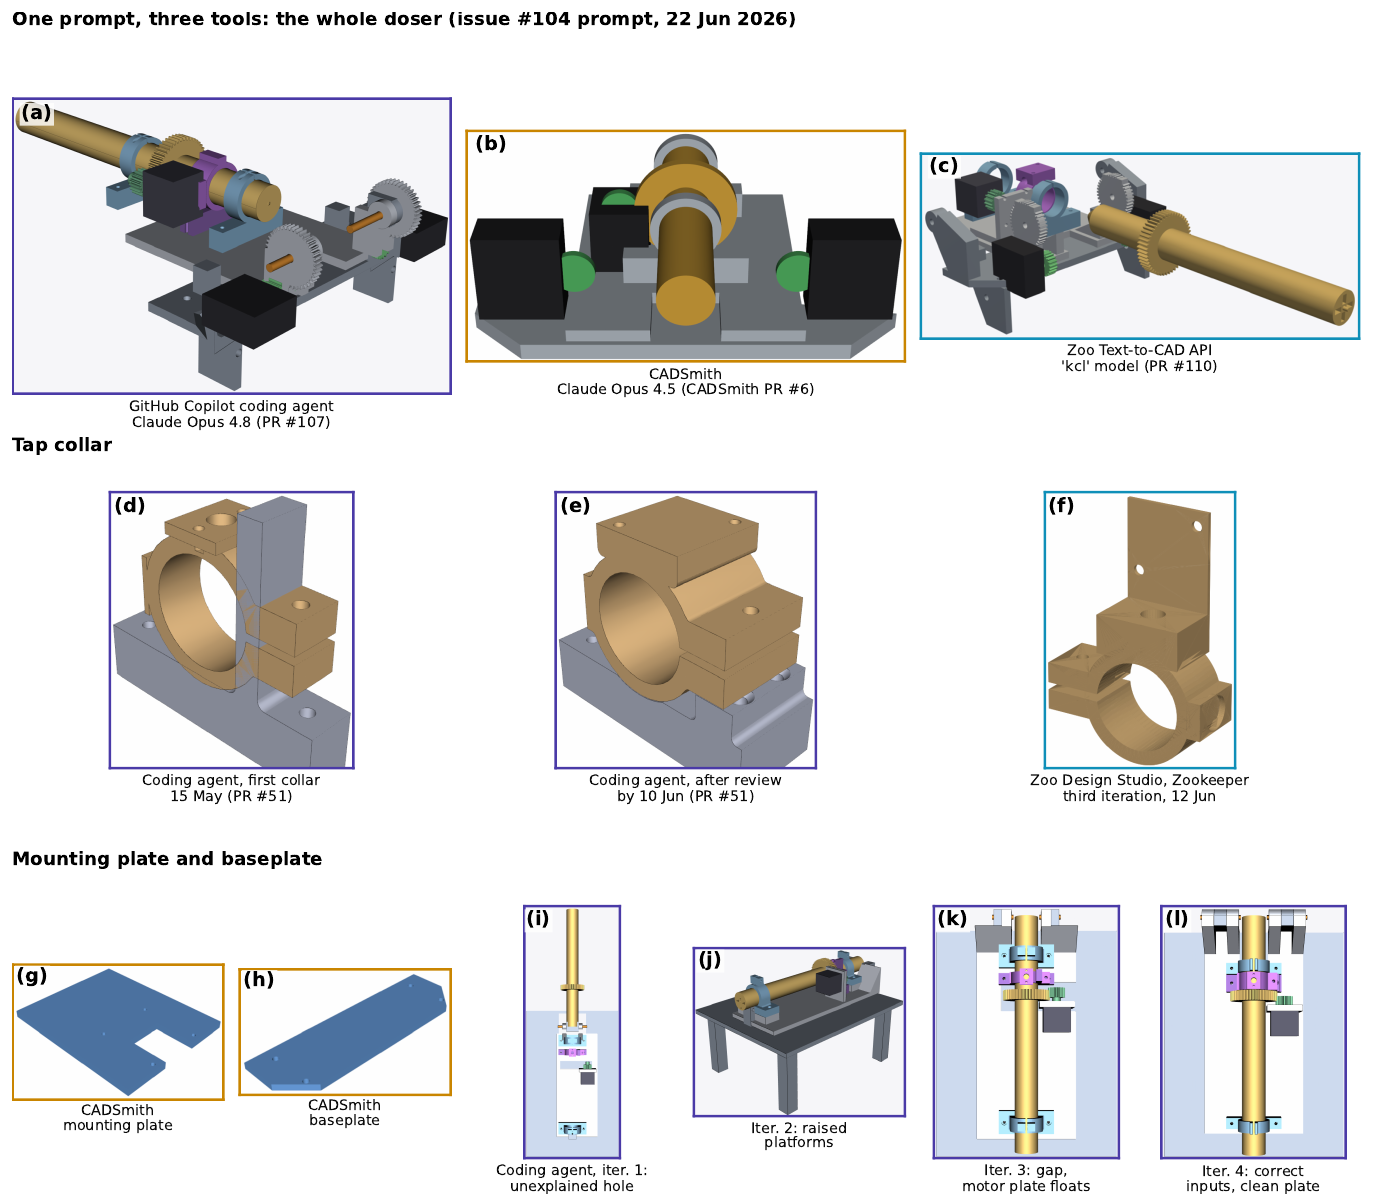 One prompt, three tools: the whole doser (issue #104 prompt, 22 Jun 2026)
(a)
(b)
(c)
GitHub Copilot coding agent
Claude Opus 4.8 (PR #107)
CADSmith
Claude Opus 4.5 (CADSmith PR #6)
Zoo Text-to-CAD API
'kcl' model (PR #110)
Tap collar
(d)
(e)
(f)
Coding agent, first collar
15 May (PR #51)
Coding agent, after review
by 10 Jun (PR #51)
Zoo Design Studio, Zookeeper
third iteration, 12 Jun
Mounting plate and baseplate
(g)
(h)
(i)
(j)
(k)
(l)
CADSmith
mounting plate
CADSmith
baseplate
Coding agent, iter. 1:
unexplained hole
Iter. 2: raised
platforms
Iter. 3: gap,
motor plate floats
Iter. 4: correct
inputs, clean plate